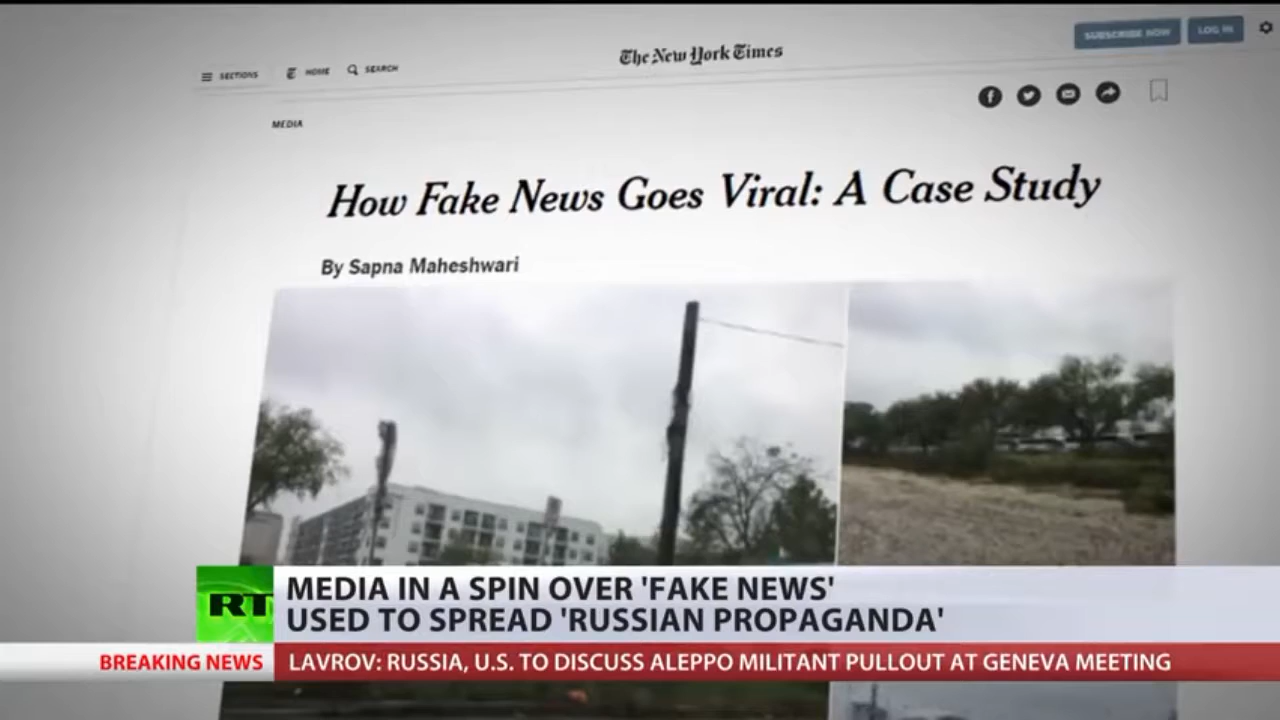 The New York Times
SUBSCRIBE NOW
LOG IN
SECTIONS
HOME
SEARCH
MEDIA
How Fake News Goes Viral: A Case Study
By Sapna Maheshwari
RT
MEDIA IN A SPIN OVER 'FAKE NEWS'
USED TO SPREAD 'RUSSIAN PROPAGANDA'
BREAKING NEWS
LAVROV: RUSSIA, U.S. TO DISCUSS ALEPPO MILITANT PULLOUT AT GENEVA MEETING